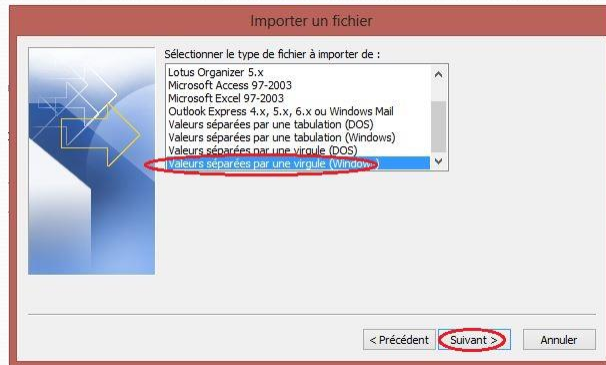 Importer un fichier
Sélectionner le type de fichier à importer de :
Lotus Organizer 5.x
Microsoft Access 97-2003
Microsoft Excel 97-2003
Outlook Express 4.x, 5.x, 6.x ou Windows Mail
Valeurs séparées par une tabulation (DOS)
Valeurs séparées par une tabulation (Windows)
Valeurs séparées par une virgule (DOS)
Valeurs séparées par une virgule (Windows)
< Précédent Suivant > Annuler